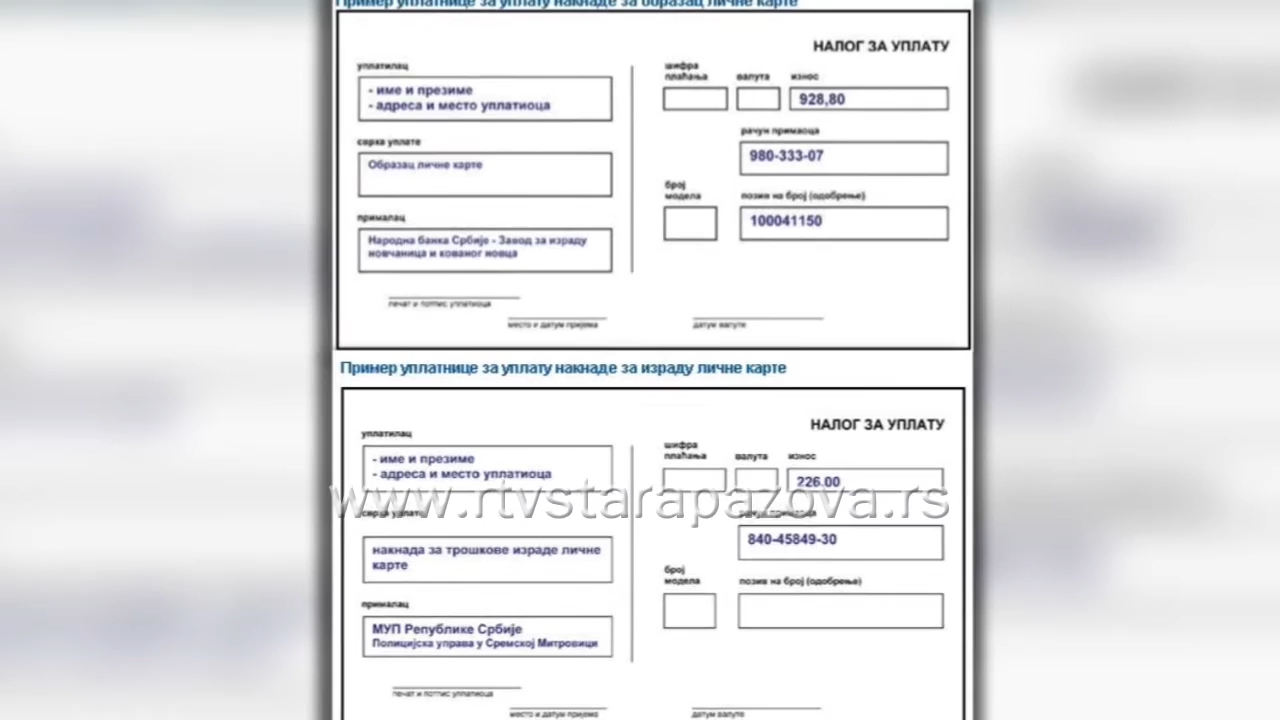 Пример уплатнице за уплату накнаде за образац личне карте
НАЛОГ ЗА УПЛАТУ
уплатилац
- име и презиме
- адреса и место уплатиоца
сврха уплате
Образац личне карте
прималац
Народна банка Србије - Завод за израду
новчаница и кованог новца
печат и потпис уплатиоца
место и датум пријема
шифра
плаћања
валута
износ
928,80
рачун примаоца
980-333-07
број
модела
позив на број (одобрење)
100041150
датум валуте
Пример уплатнице за уплату накнаде за израду личне карте
НАЛОГ ЗА УПЛАТУ
уплатилац
- име и презиме
- адреса и место уплатиоца
сврха уплате
накнада за трошкове израде личне
карте
прималац
МУП Републике Србије
Полицијска управа у Сремској Митровици
печат и потпис уплатиоца
место и датум пријема
шифра
плаћања
валута
износ
226.00
рачун примаоца
840-45849-30
број
модела
позив на број (одобрење)
датум валуте
www.rtvstarapazova.rs